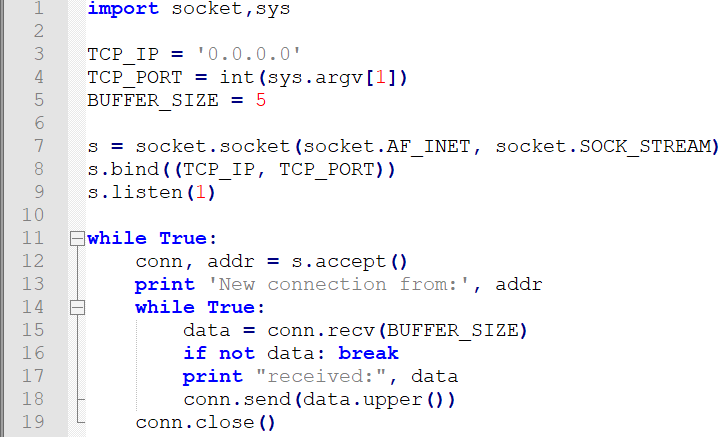 1 import socket,sys
2
3 TCP_IP = '0.0.0.0'
4 TCP_PORT = int(sys.argv[1])
5 BUFFER_SIZE = 5
6
7 s = socket.socket(socket.AF_INET, socket.SOCK_STREAM)
8 s.bind((TCP_IP, TCP_PORT))
9 s.listen(1)
10
11 while True:
12     conn, addr = s.accept()
13     print 'New connection from:', addr
14     while True:
15         data = conn.recv(BUFFER_SIZE)
16         if not data: break
17         print "received:", data
18         conn.send(data.upper())
19     conn.close()